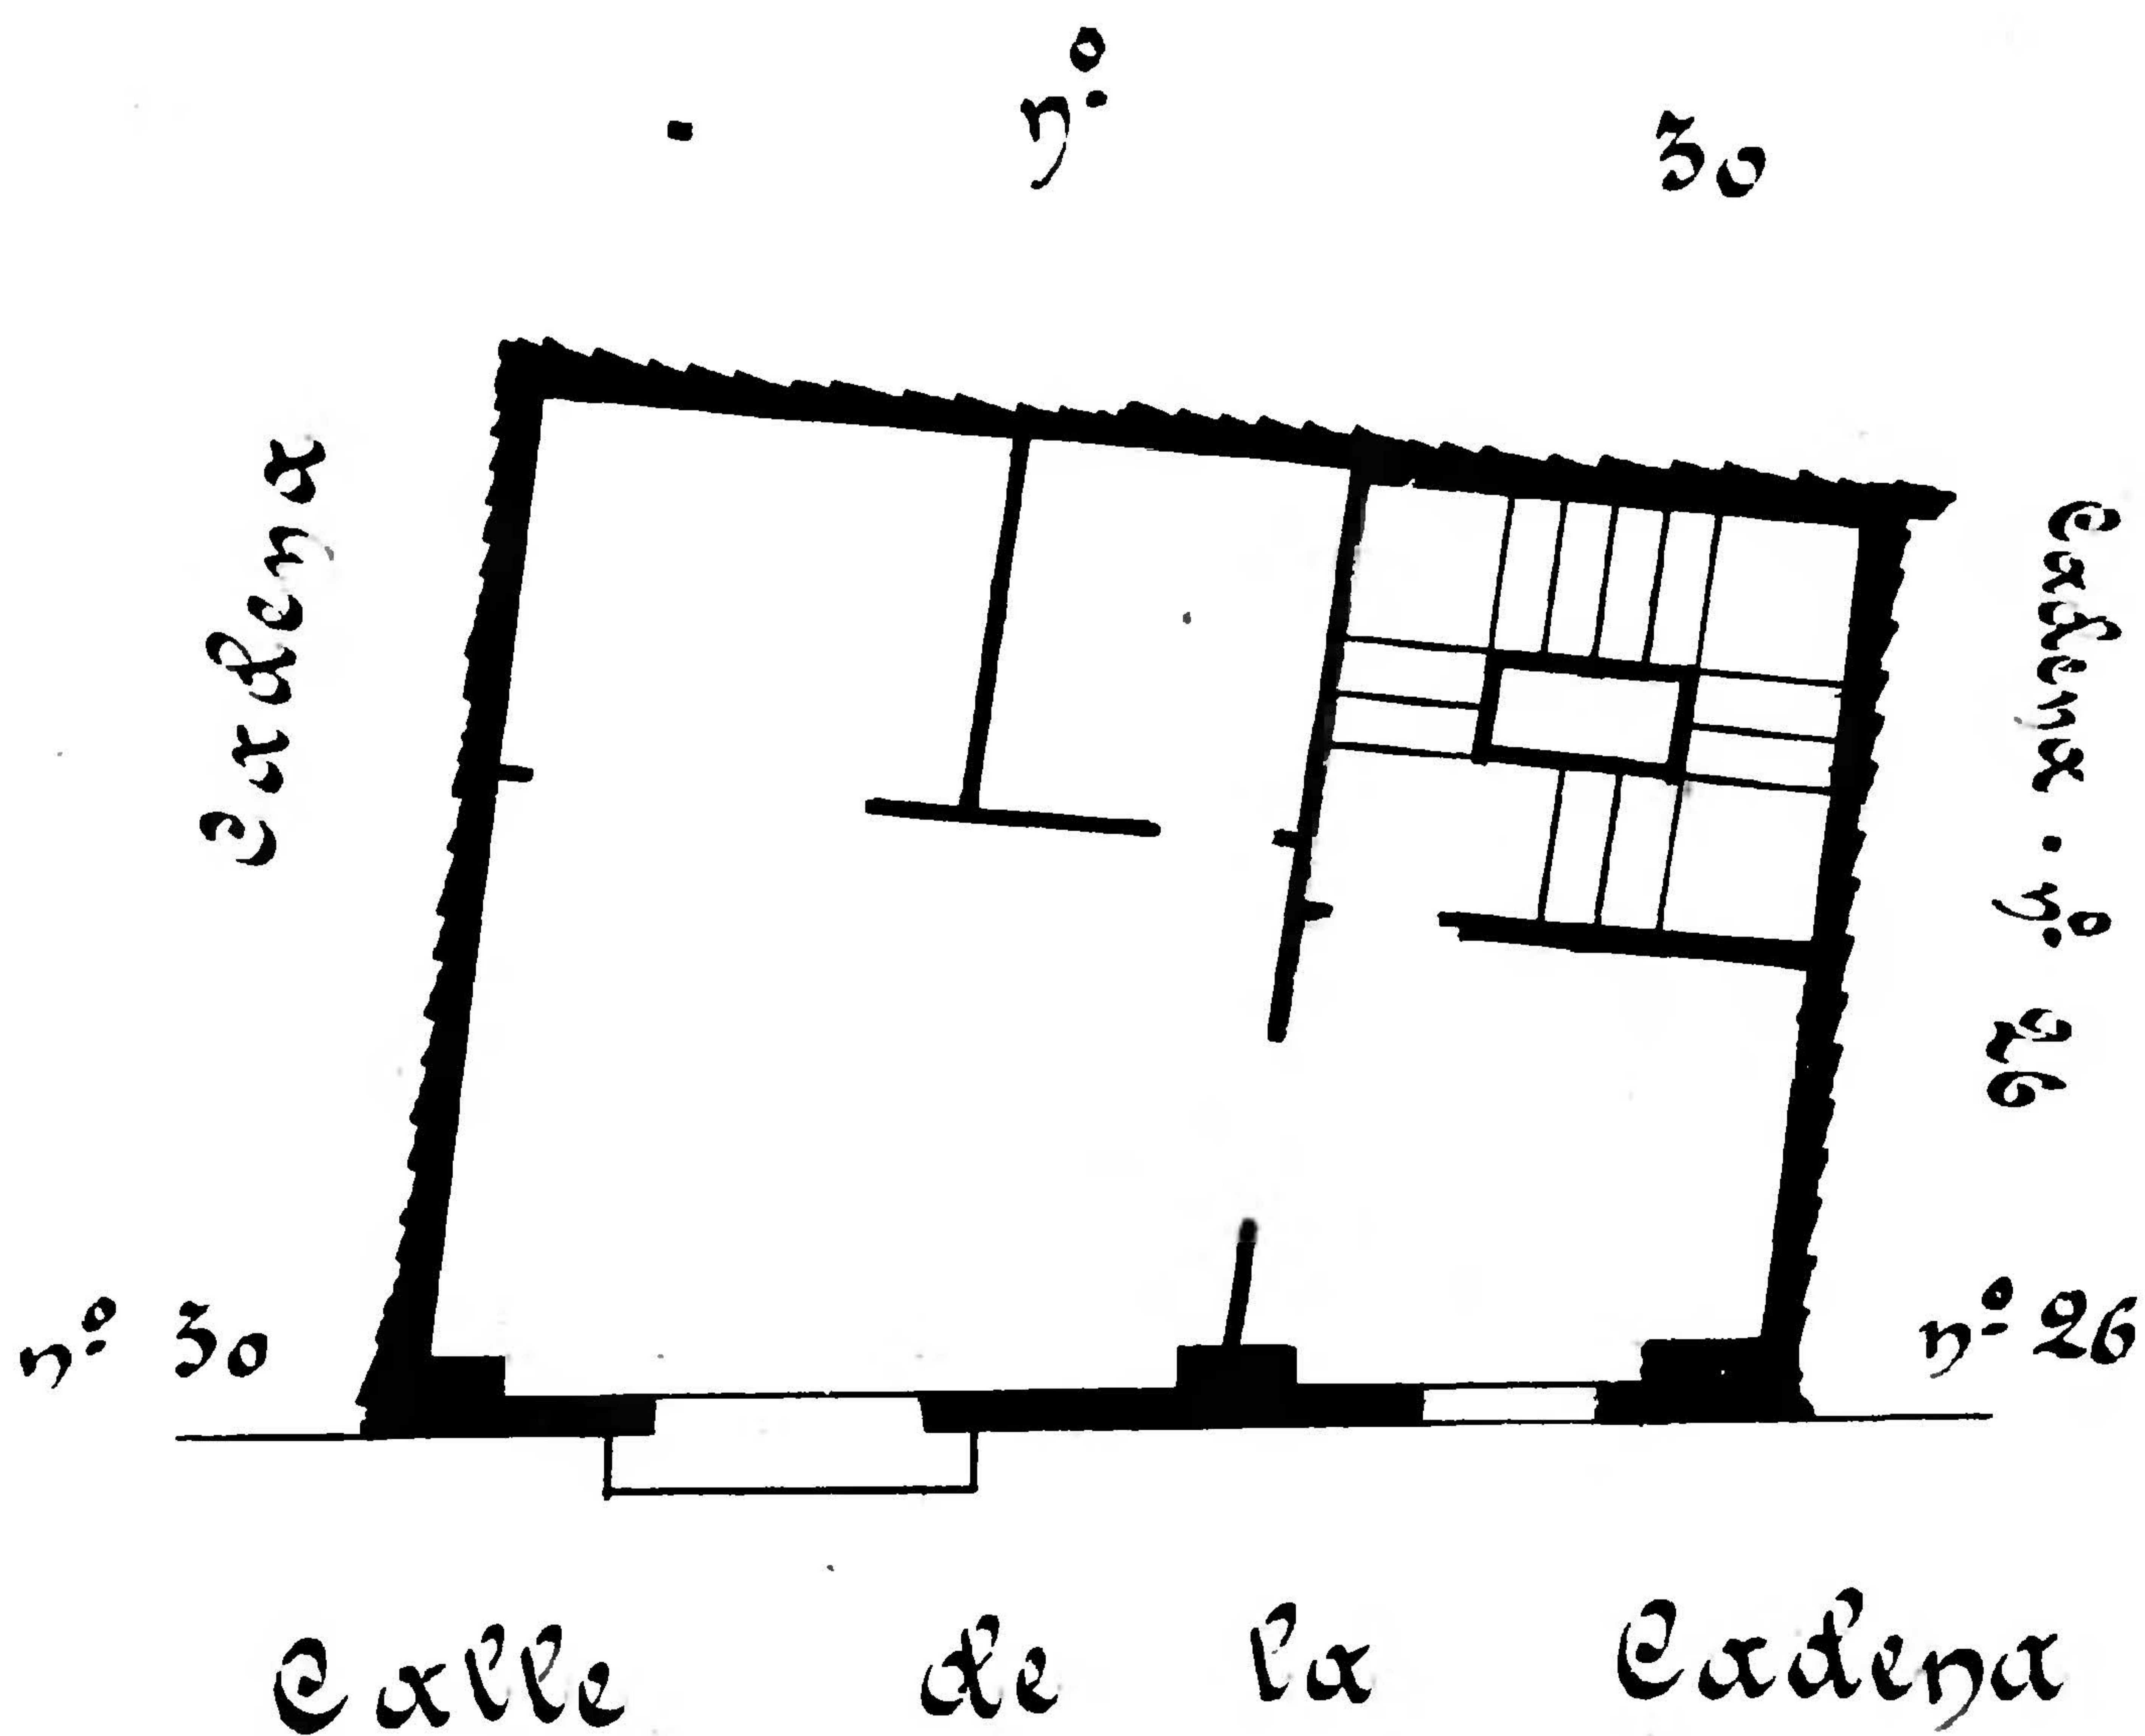 . nº 30
Cadena
Cadena . nº 26
nº 30
nº 26
Calle de la Cadena